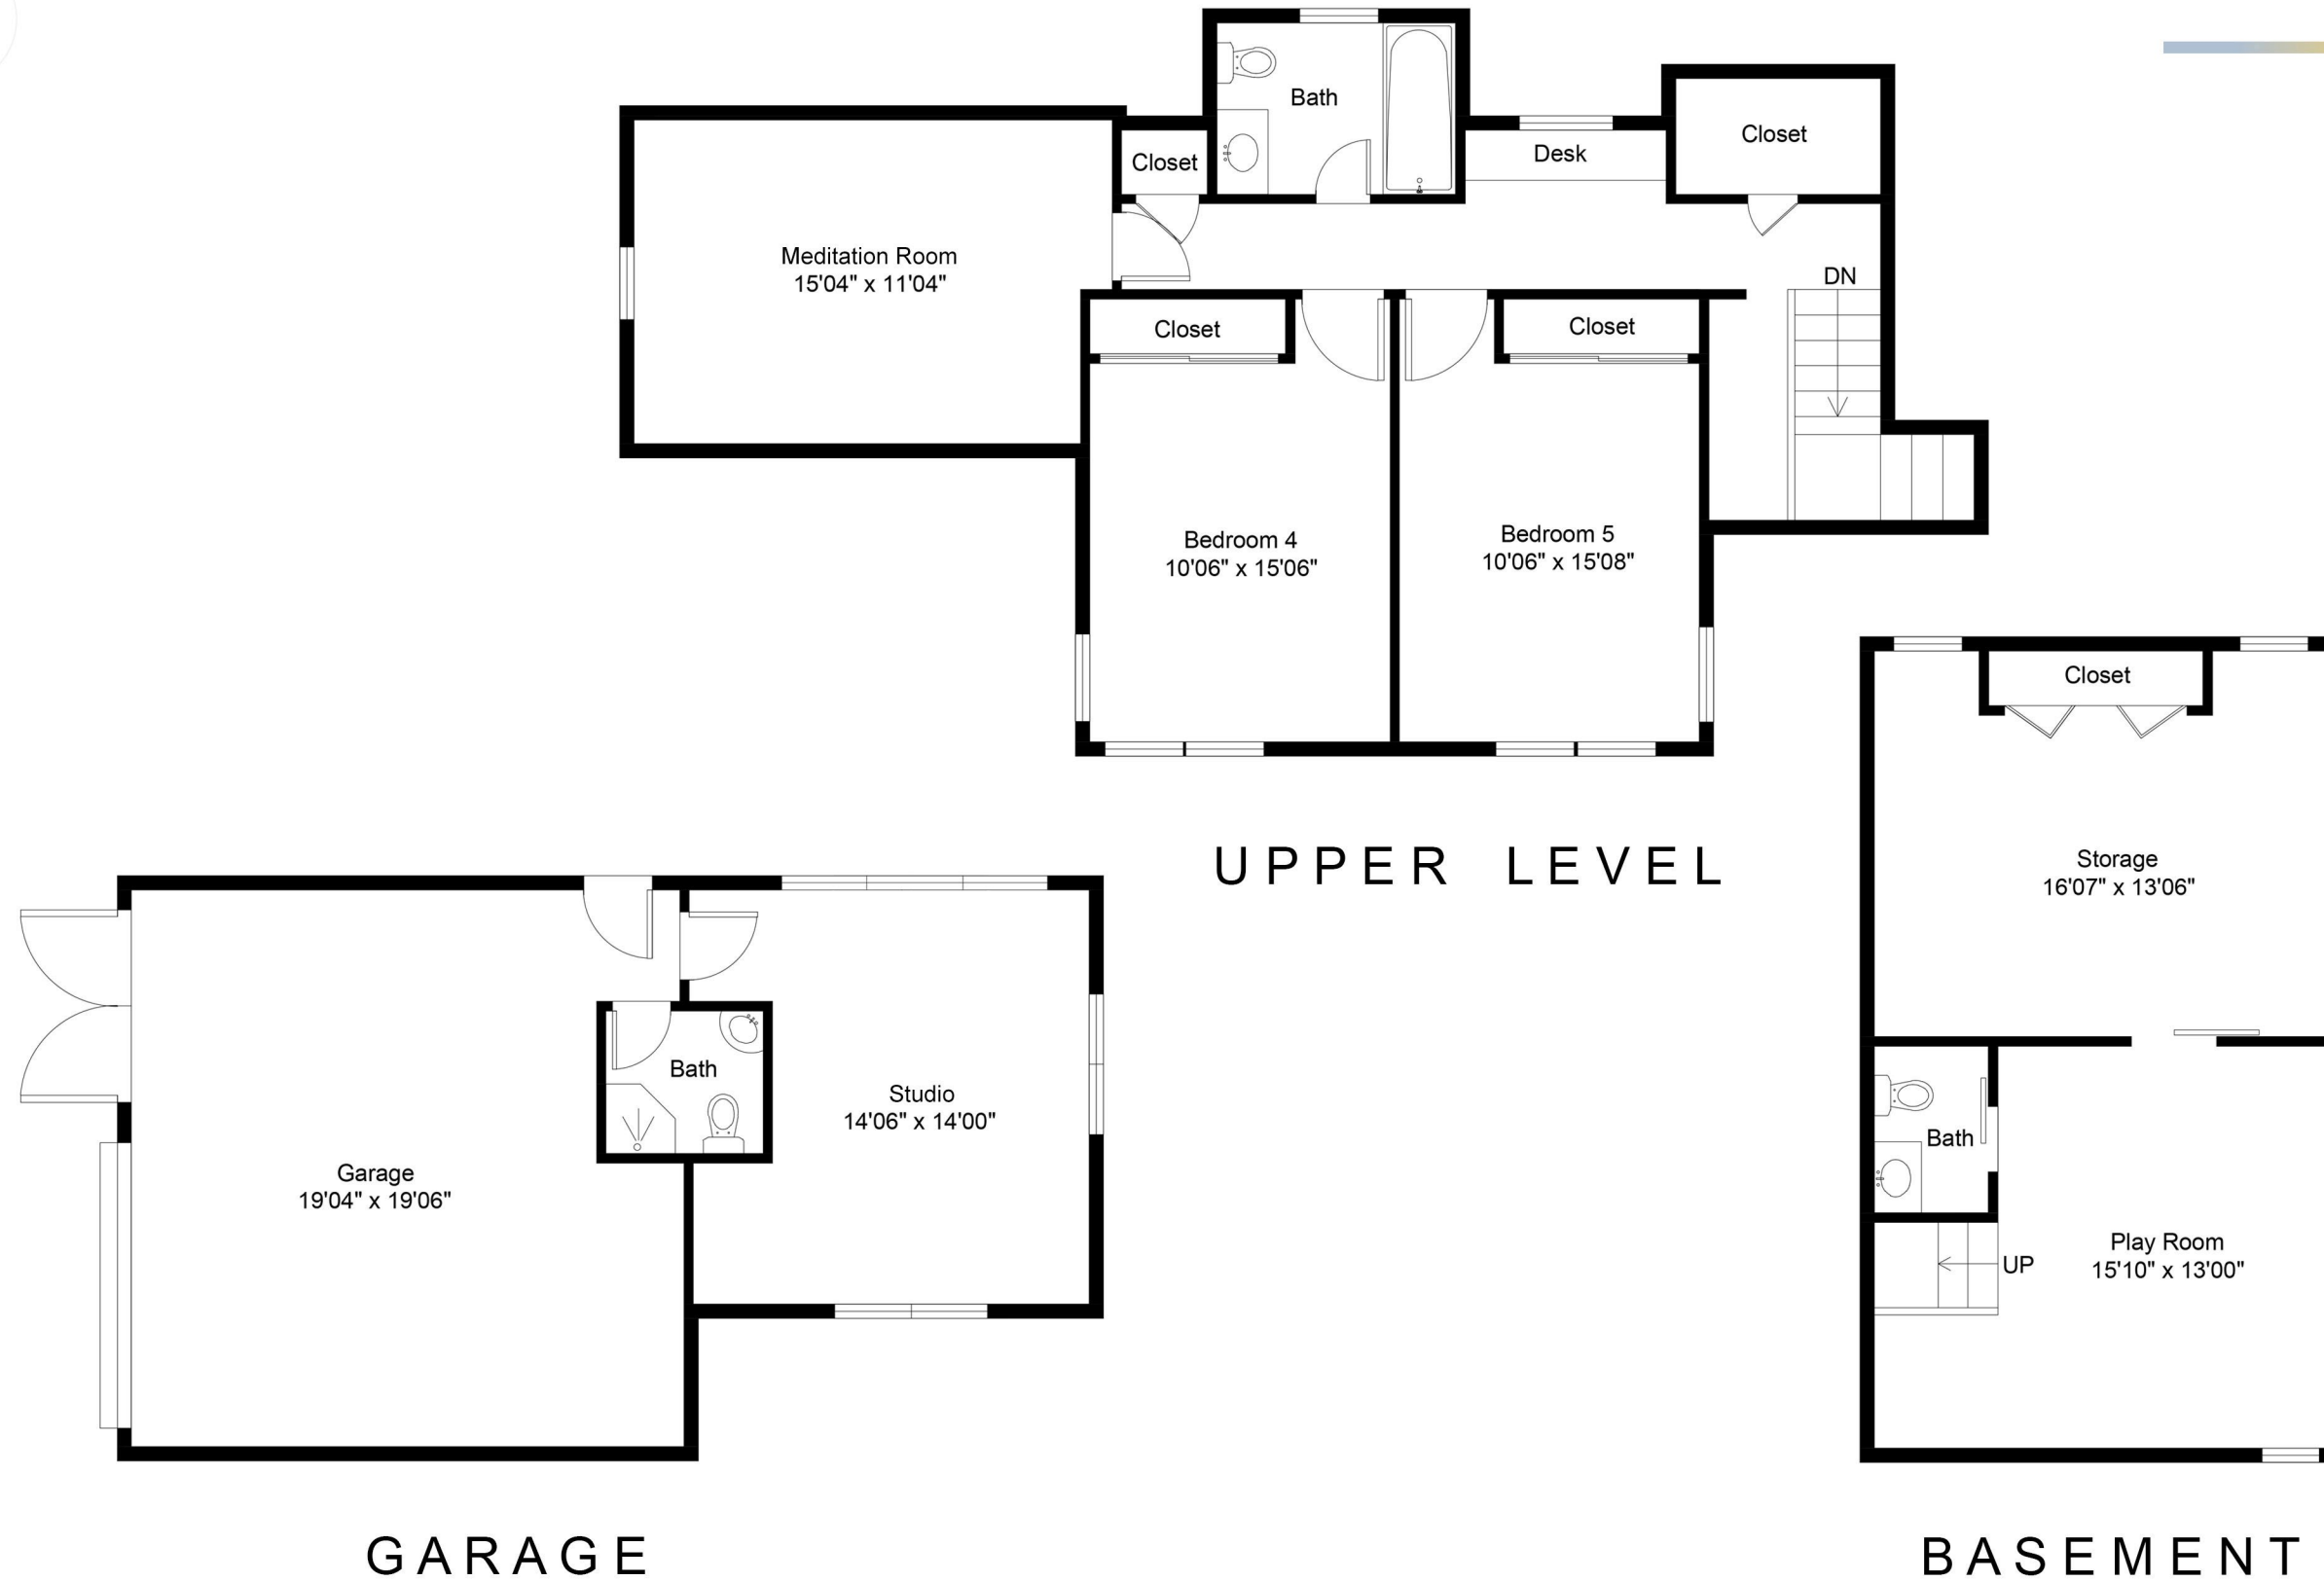 Bath
Closet
Desk
Closet
Meditation Room
15'04" x 11'04"
DN
Closet
Closet
Bedroom 4
10'06" x 15'06"
Bedroom 5
10'06" x 15'08"
UPPER LEVEL
Bath
Studio
14'06" x 14'00"
Garage
19'04" x 19'06"
GARAGE
Closet
Storage
16'07" x 13'06"
Bath
UP
Play Room
15'10" x 13'00"
BASEMENT